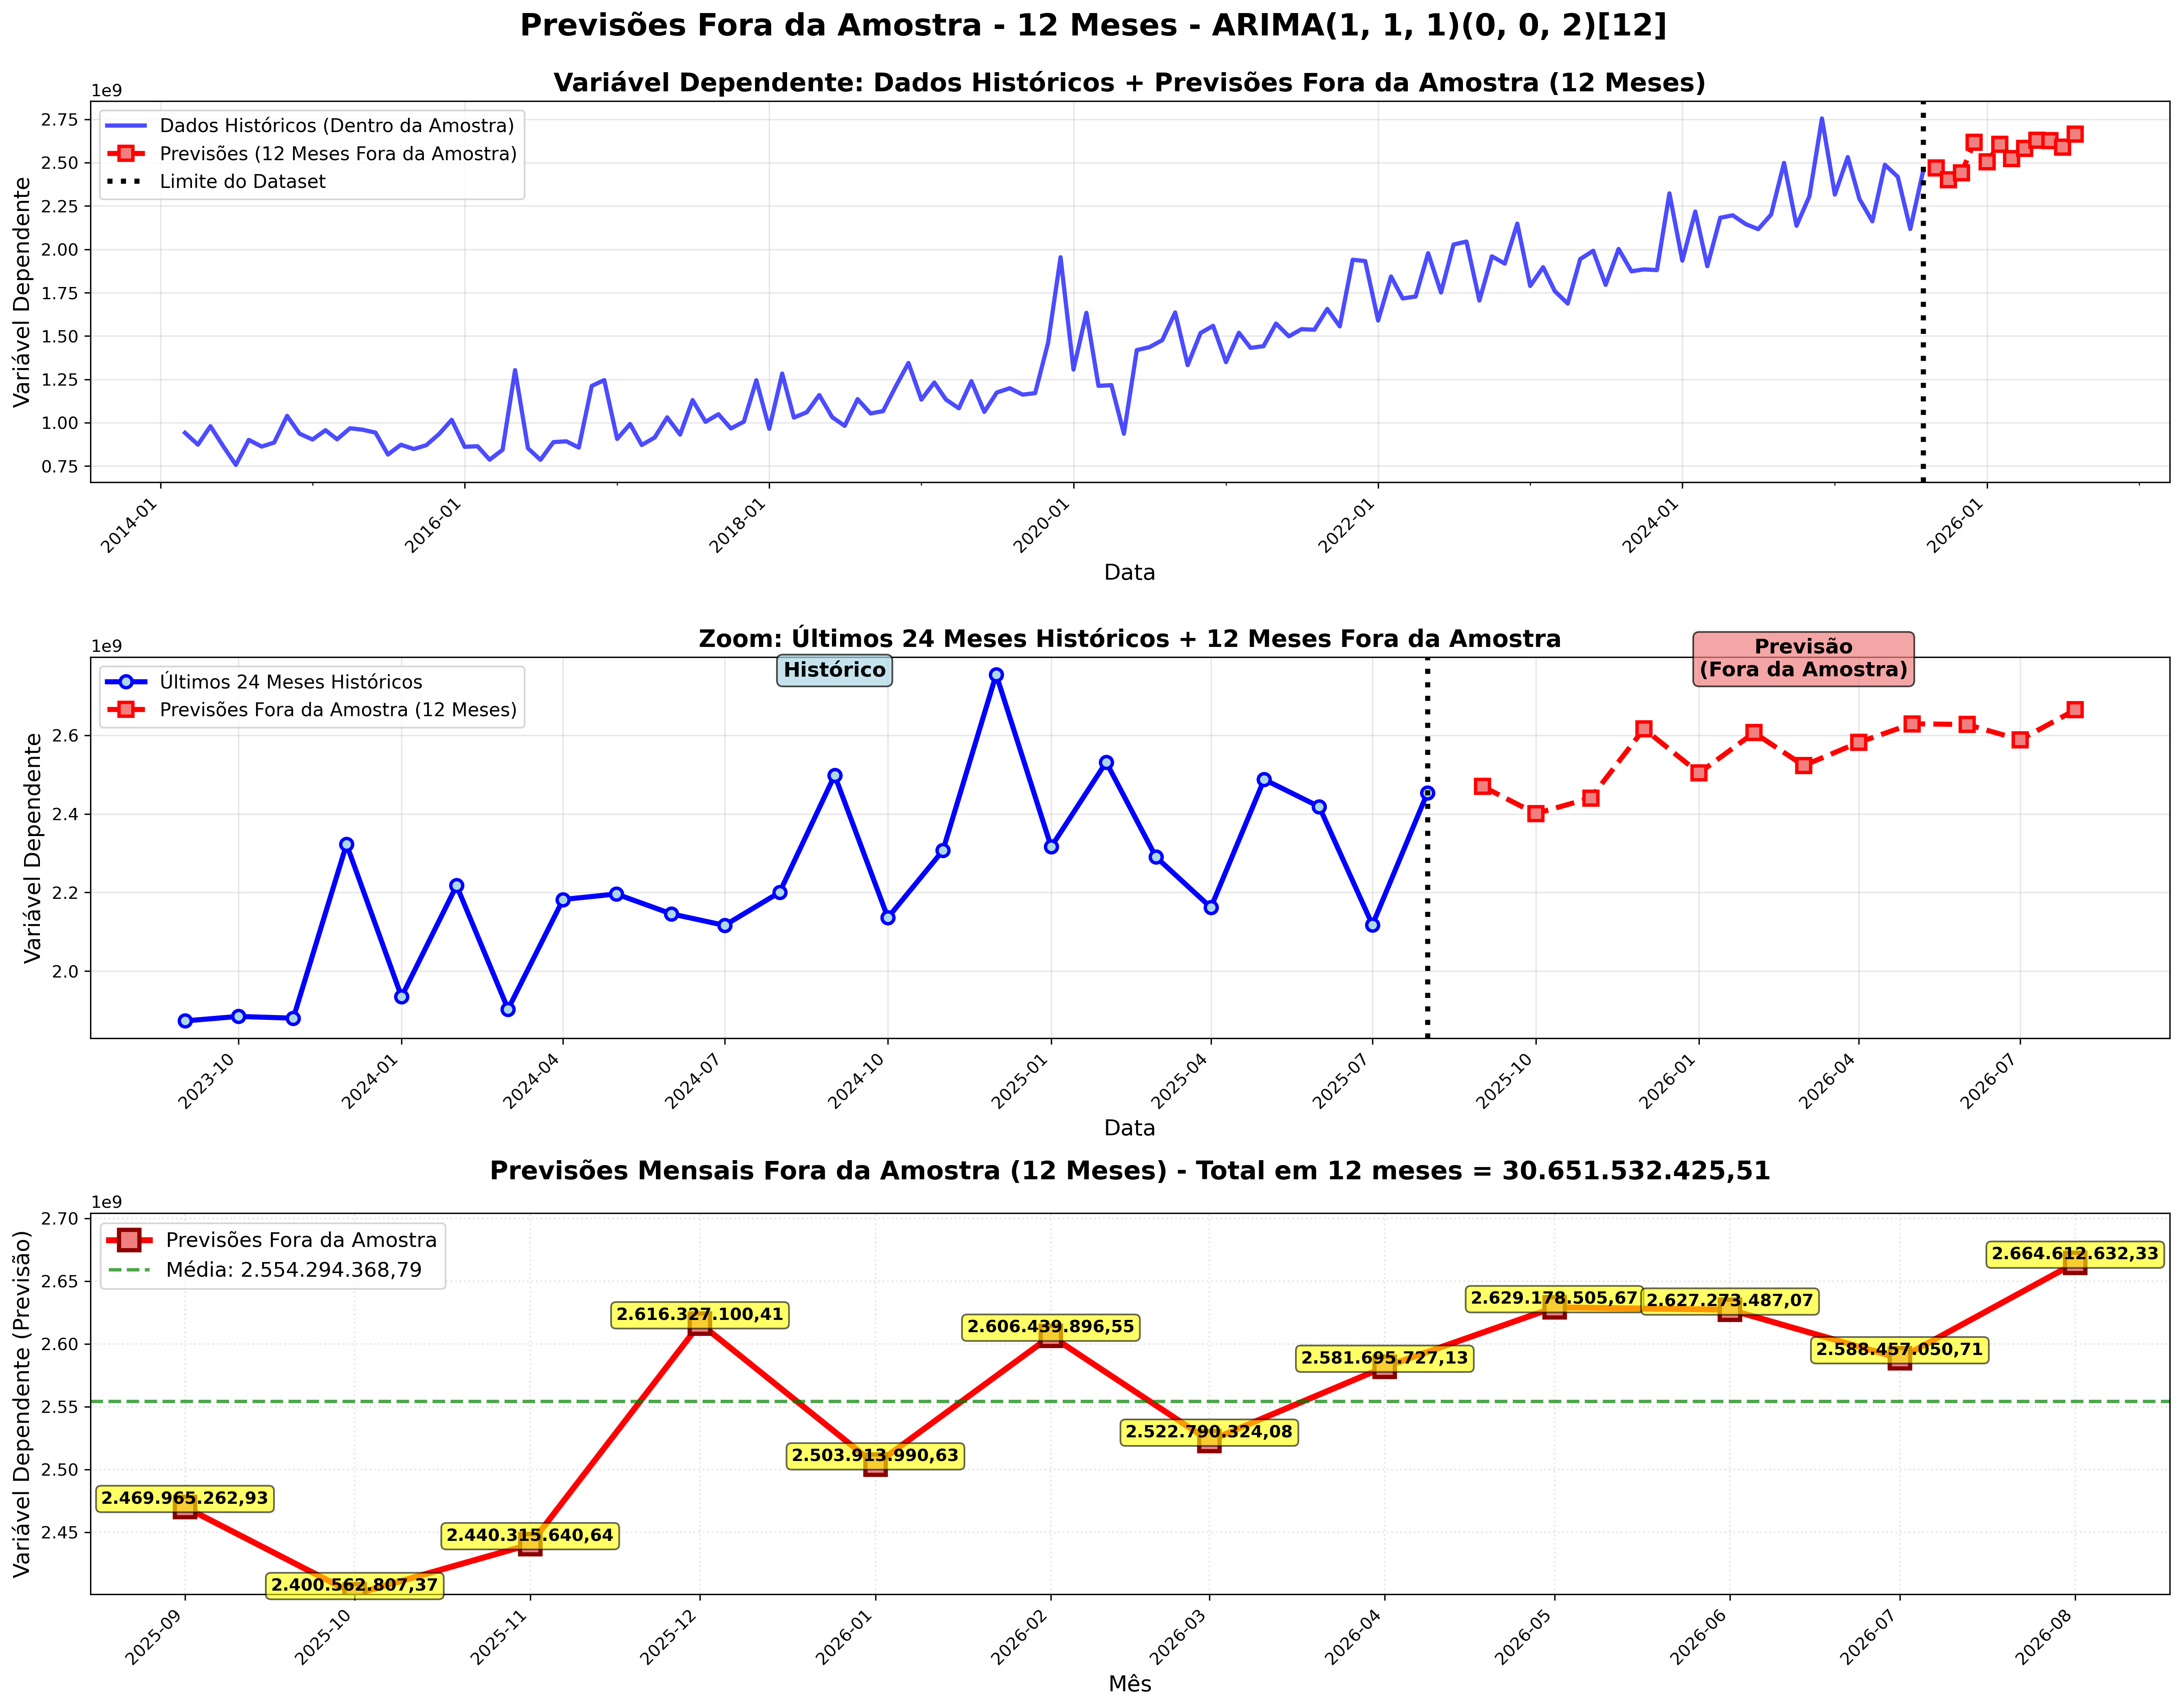 Previsões Fora da Amostra - 12 Meses - ARIMA(1, 1, 1)(0, 0, 2)[12]
Variável Dependente: Dados Históricos + Previsões Fora da Amostra (12 Meses)
1e9
Dados Históricos (Dentro da Amostra)
Previsões (12 Meses Fora da Amostra)
Limite do Dataset
Variável Dependente
2.75
2.50
2.25
2.00
1.75
1.50
1.25
1.00
0.75
2014-01
2016-01
2018-01
2020-01
2022-01
2024-01
2026-01
Data
Zoom: Últimos 24 Meses Históricos + 12 Meses Fora da Amostra
1e9
Últimos 24 Meses Históricos
Previsões Fora da Amostra (12 Meses)
Histórico
Previsão
(Fora da Amostra)
Variável Dependente
2.6
2.4
2.2
2.0
2023-10
2024-01
2024-04
2024-07
2024-10
2025-01
2025-04
2025-07
2025-10
2026-01
2026-04
2026-07
Data
Previsões Mensais Fora da Amostra (12 Meses) - Total em 12 meses = 30.651.532.425,51
1e9
Previsões Fora da Amostra
Média: 2.554.294.368,79
Variável Dependente (Previsão)
2.70
2.65
2.60
2.55
2.50
2.45
2.469.965.262,93
2.400.562.807,37
2.440.315.640,64
2.616.327.100,41
2.503.913.990,63
2.606.439.896,55
2.522.790.324,08
2.581.695.727,13
2.629.178.505,67
2.627.273.487,07
2.588.457.050,71
2.664.612.632,33
2025-09
2025-10
2025-11
2025-12
2026-01
2026-02
2026-03
2026-04
2026-05
2026-06
2026-07
2026-08
Mês